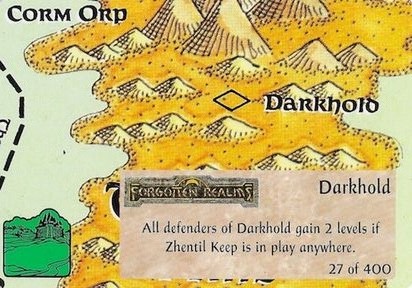 Corm Orp
Darkhold
Forgotten Realms
Darkhold
All defenders of Darkhold gain 2 levels if
Zhentil Keep is in play anywhere.
27 of 400